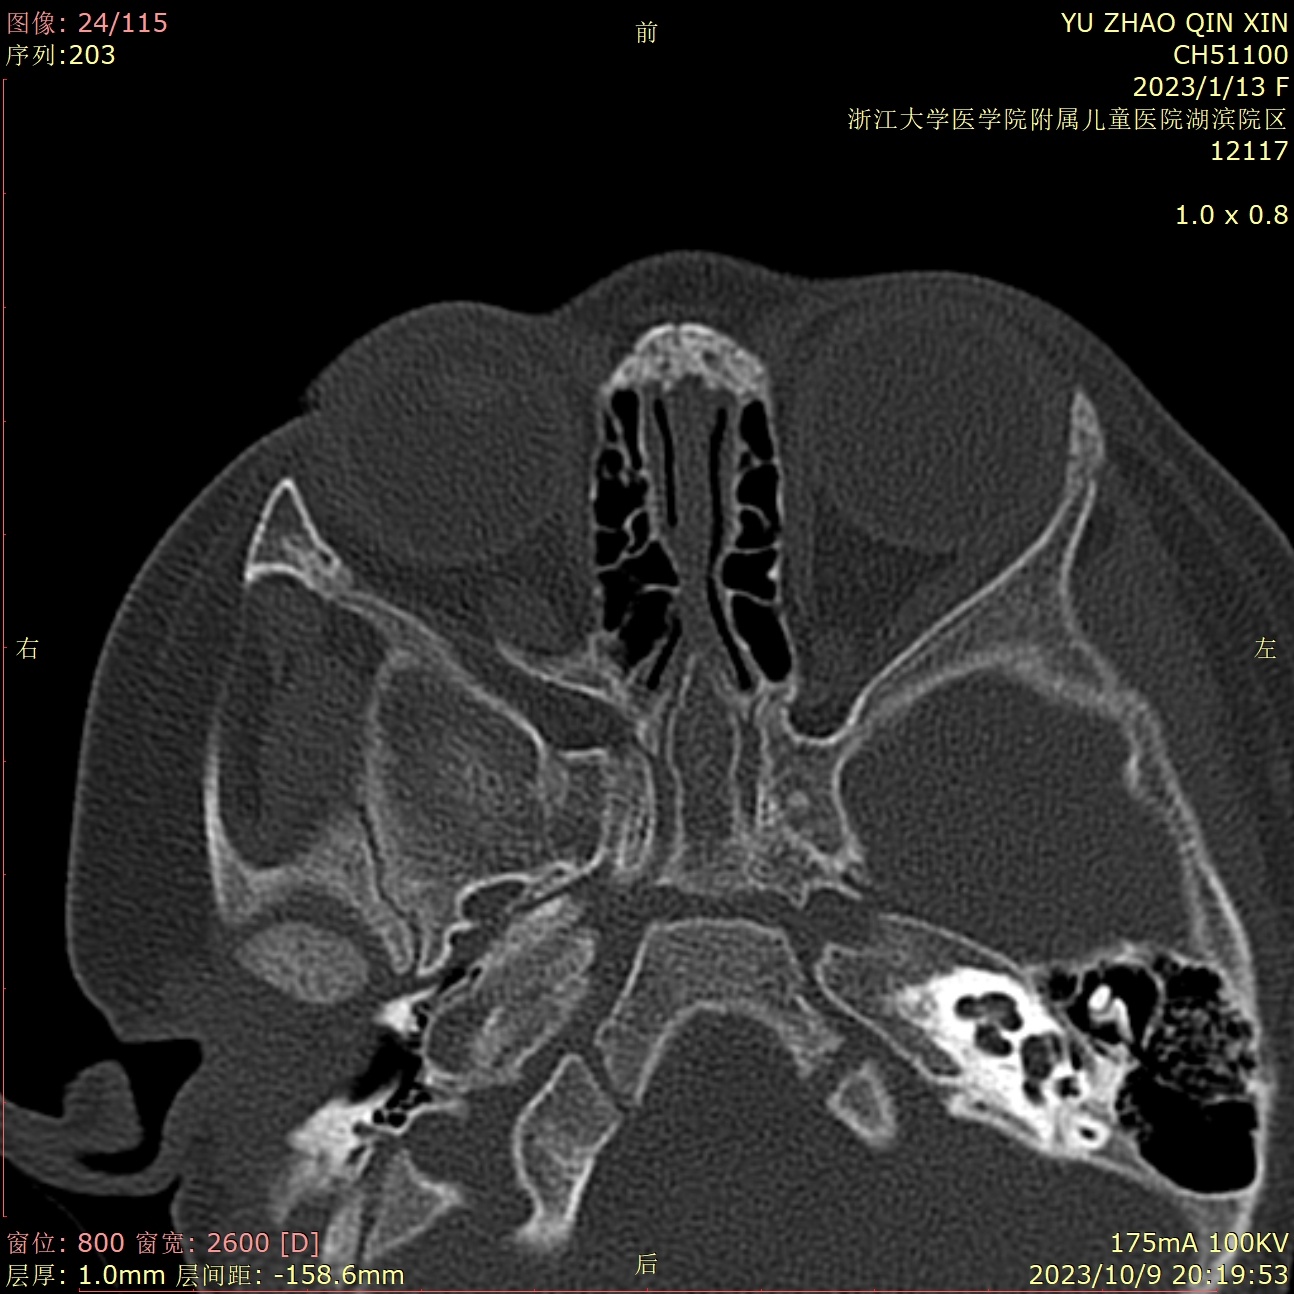 图像: 24/115
序列:203
前
YU ZHAO QIN XIN
CH51100
2023/1/13 F
浙江大学医学院附属儿童医院湖滨院区
12117
1.0 x 0.8
右
左
窗位: 800 窗宽: 2600 [D]
层厚: 1.0mm 层间距: -158.6mm
后
175mA 100KV
2023/10/9 20:19:53